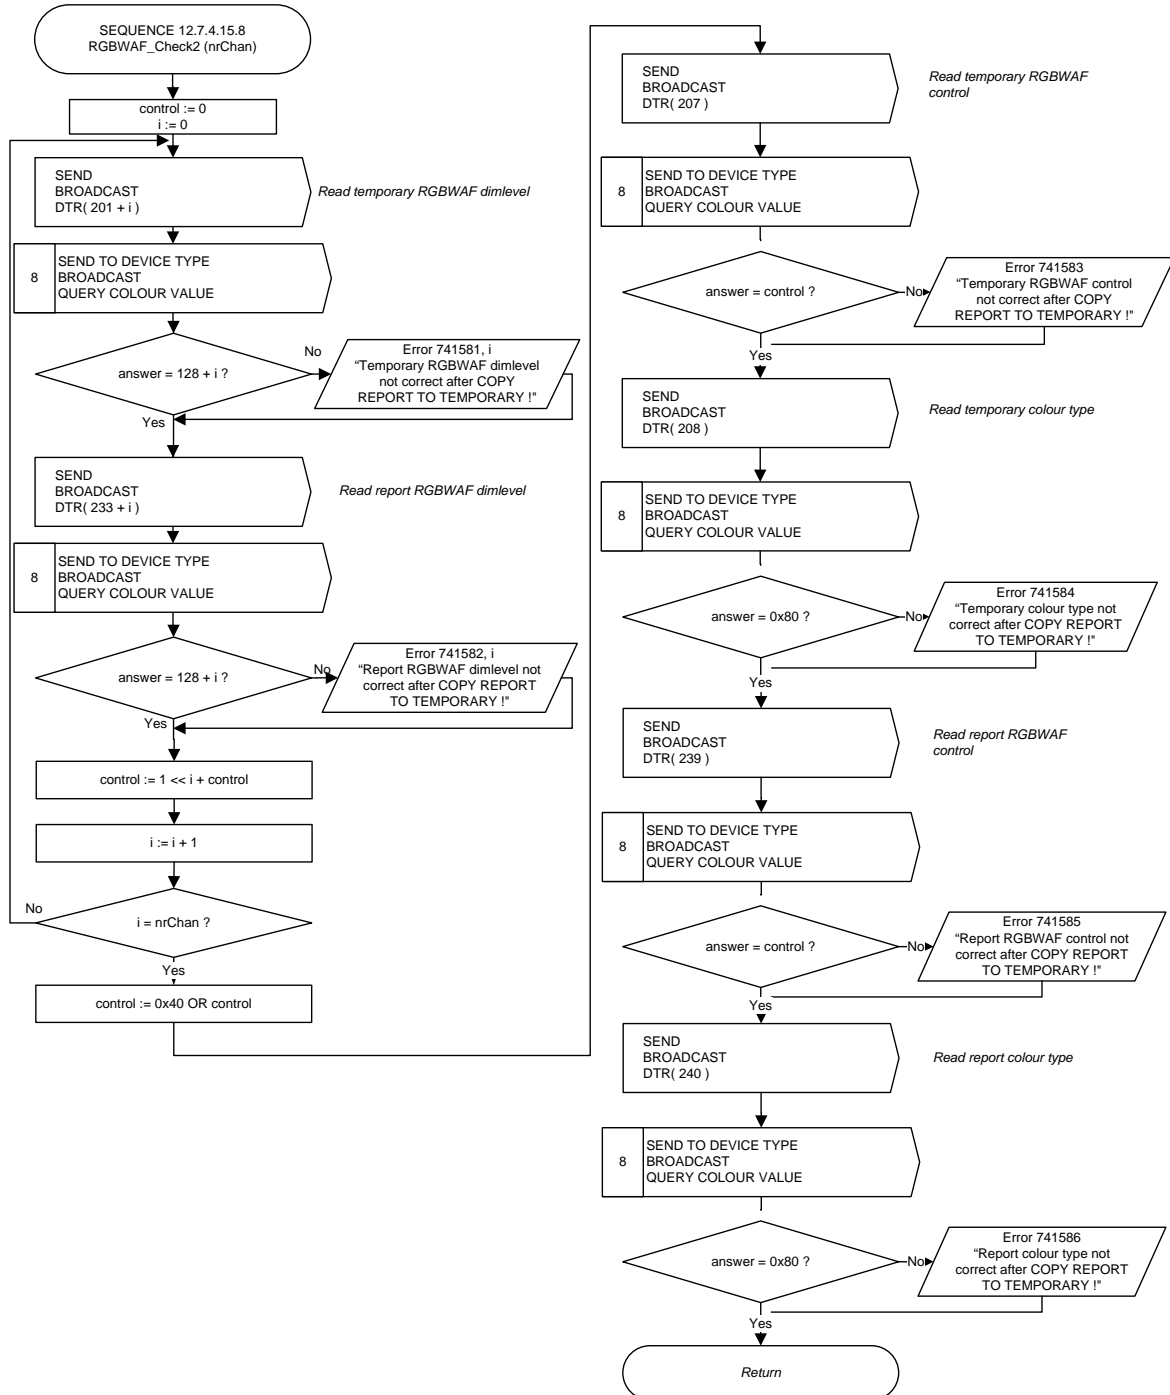 SEQUENCE 12.7.4.15.8
RGBWAF_Check2 (nrChan)
control := 0
i := 0
SEND
BROADCAST
DTR( 201 + i )
Read temporary RGBWAF dimlevel
8
SEND TO DEVICE TYPE
BROADCAST
QUERY COLOUR VALUE
answer = 128 + i ?
No
Error 741581, i
“Temporary RGBWAF dimlevel
not correct after COPY
REPORT TO TEMPORARY !"
Yes
SEND
BROADCAST
DTR( 233 + i )
Read report RGBWAF dimlevel
8
SEND TO DEVICE TYPE
BROADCAST
QUERY COLOUR VALUE
answer = 128 + i ?
No
Error 741582, i
“Report RGBWAF dimlevel not
correct after COPY REPORT
TO TEMPORARY !"
Yes
control := 1 << i + control
i := i + 1
i = nrChan ?
No
Yes
control := 0x40 OR control
SEND
BROADCAST
DTR( 207 )
Read temporary RGBWAF
control
8
SEND TO DEVICE TYPE
BROADCAST
QUERY COLOUR VALUE
answer = control ?
No
Error 741583
“Temporary RGBWAF control
not correct after COPY
REPORT TO TEMPORARY !"
Yes
SEND
BROADCAST
DTR( 208 )
Read temporary colour type
8
SEND TO DEVICE TYPE
BROADCAST
QUERY COLOUR VALUE
answer = 0x80 ?
No
Error 741584
“Temporary colour type not
correct after COPY REPORT
TO TEMPORARY !"
Yes
SEND
BROADCAST
DTR( 239 )
Read report RGBWAF
control
8
SEND TO DEVICE TYPE
BROADCAST
QUERY COLOUR VALUE
answer = control ?
No
Error 741585
“Report RGBWAF control not
correct after COPY REPORT
TO TEMPORARY !"
Yes
SEND
BROADCAST
DTR( 240 )
Read report colour type
8
SEND TO DEVICE TYPE
BROADCAST
QUERY COLOUR VALUE
answer = 0x80 ?
No
Error 741586
“Report colour type not
correct after COPY REPORT
TO TEMPORARY !"
Yes
Return